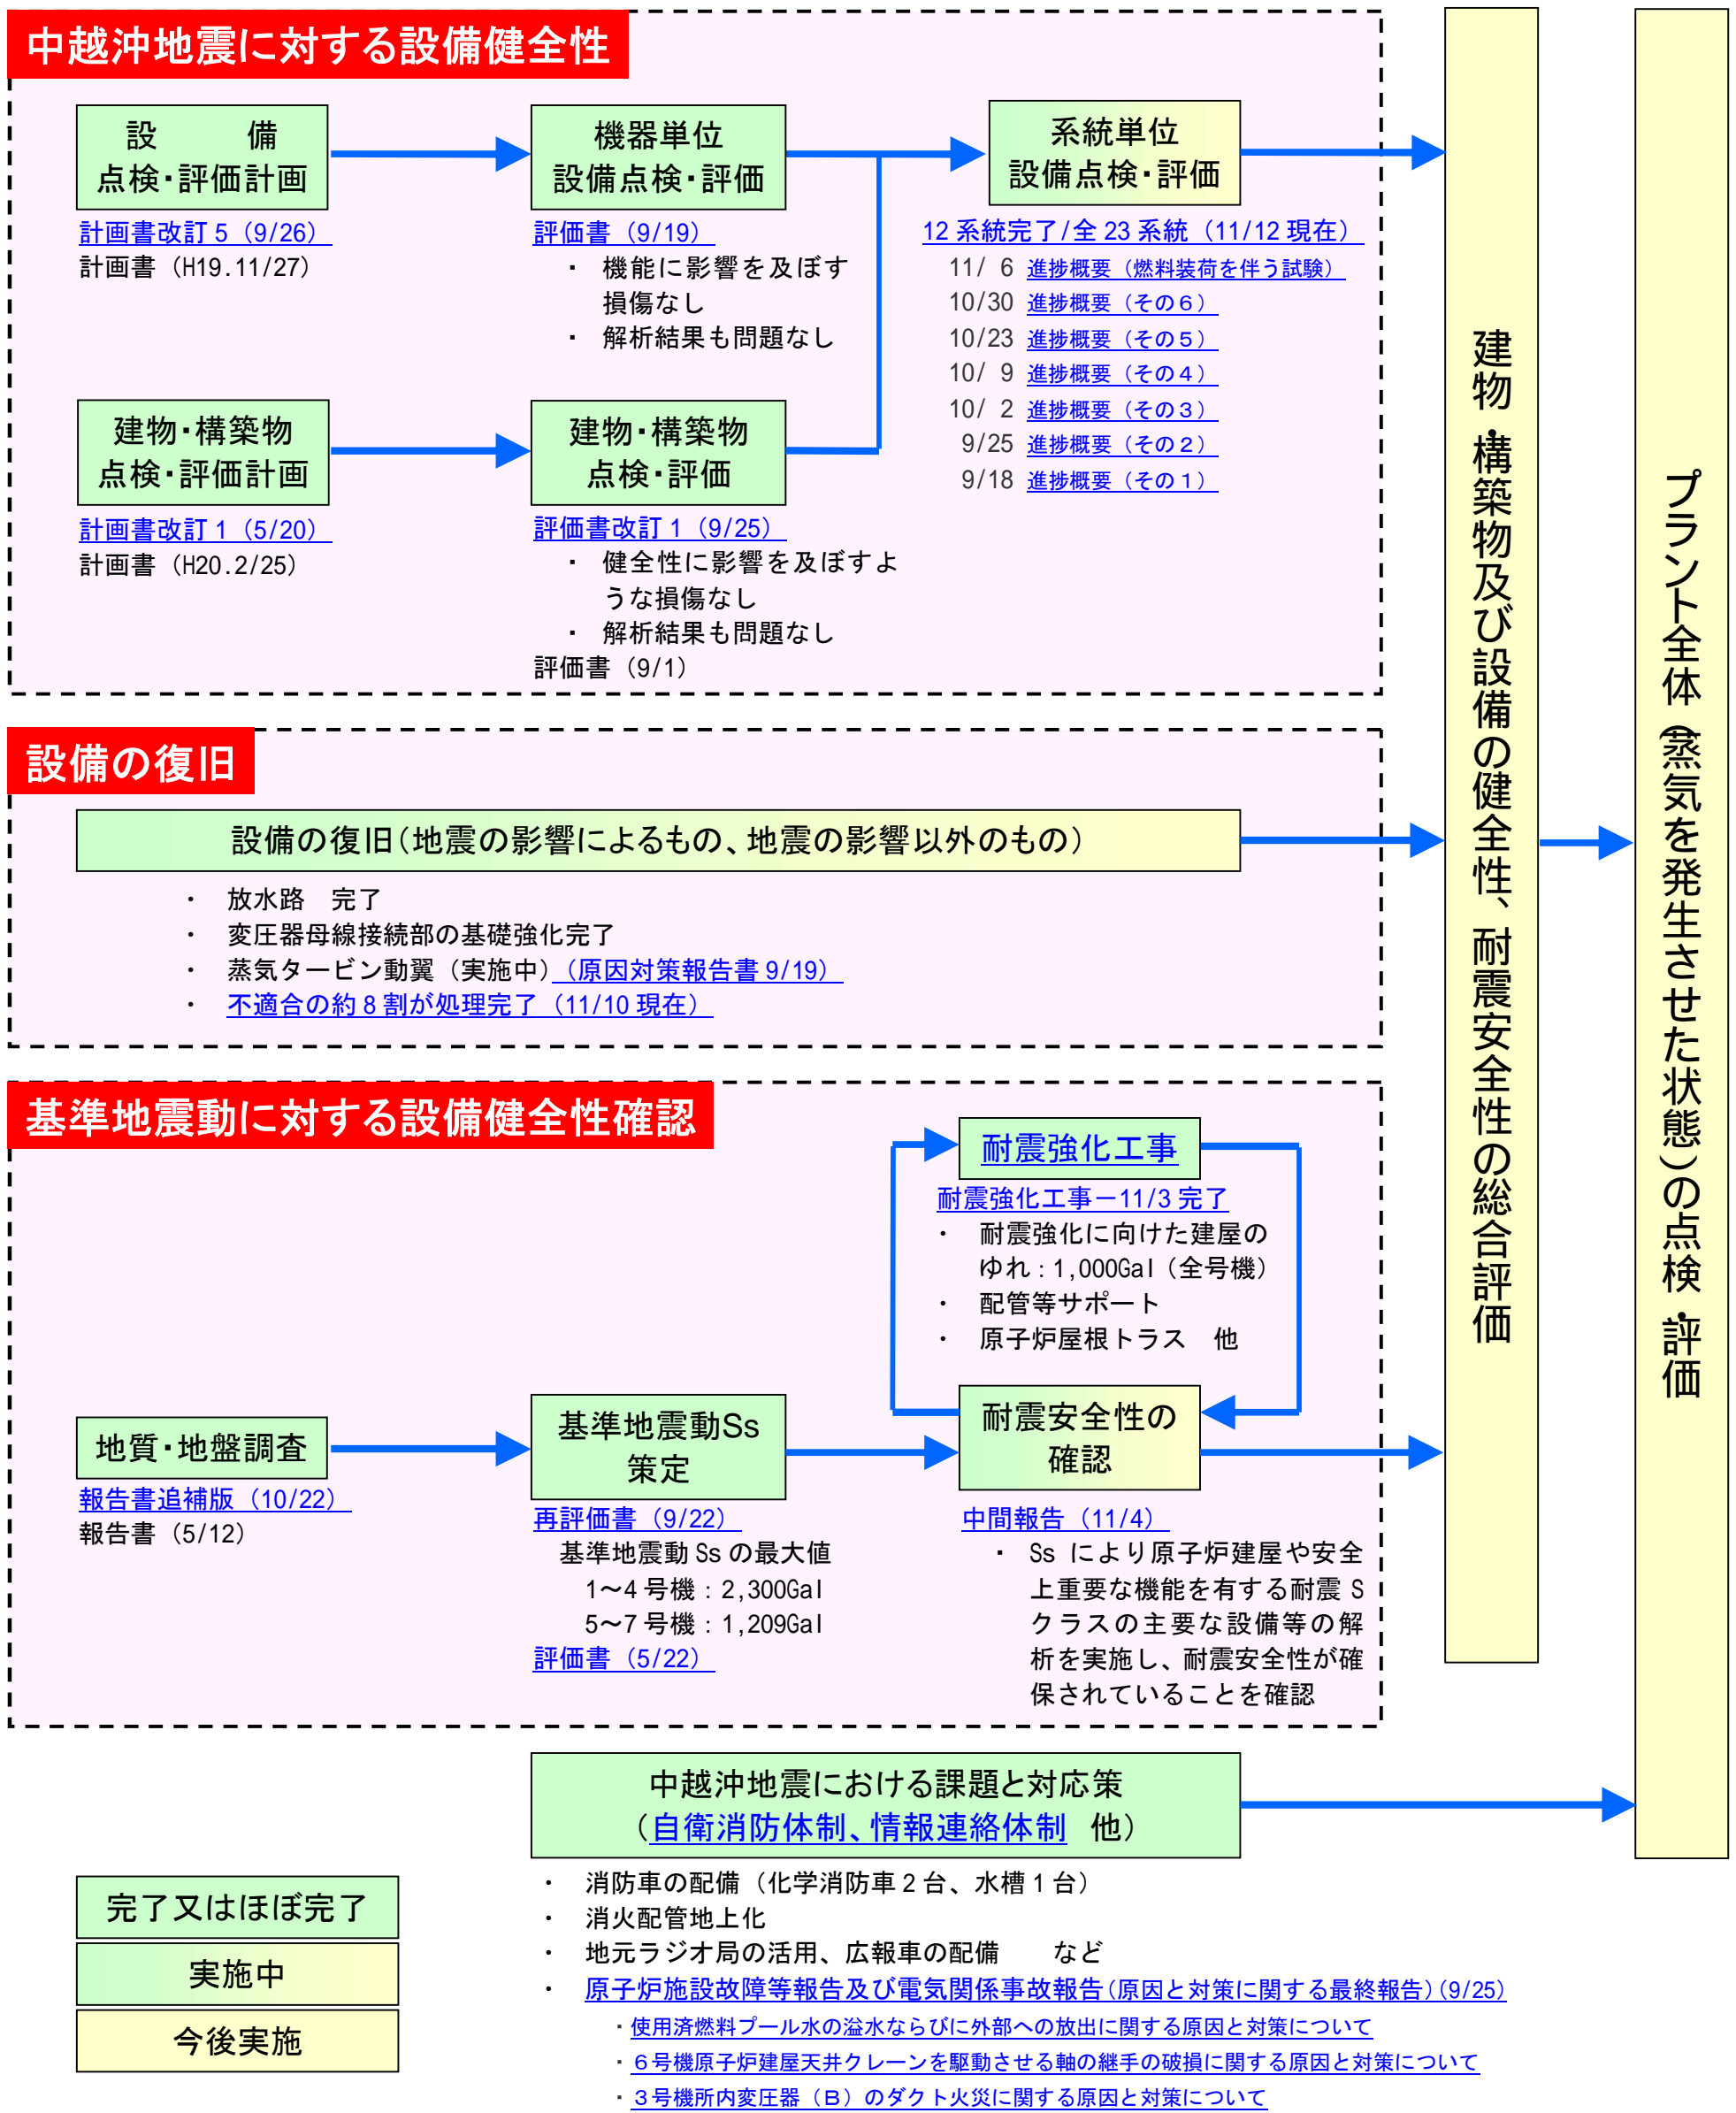 中越沖地震に対する設備健全性
設　備
点検・評価計画
計画書改訂 5（9/26）
計画書（H19.11/27）
機器単位
設備点検・評価
評価書（9/19）
・ 機能に影響を及ぼす
損傷なし
・ 解析結果も問題なし
系統単位
設備点検・評価
12 系統完了/全 23 系統（11/12 現在）
11/ 6 進捗概要（燃料装荷を伴う試験）
10/30 進捗概要（その６）
10/23 進捗概要（その５）
10/ 9 進捗概要（その４）
10/ 2 進捗概要（その３）
9/25 進捗概要（その２）
9/18 進捗概要（その１）
建物・構築物
点検・評価計画
計画書改訂 1（5/20）
計画書（H20.2/25）
建物・構築物
点検・評価
評価書改訂 1（9/25）
・ 健全性に影響を及ぼすよ
うな損傷なし
・ 解析結果も問題なし
評価書（9/1）
設備の復旧
設備の復旧（地震の影響によるもの、地震の影響以外のもの）
・ 放水路　完了
・ 変圧器母線接続部の基礎強化完了
・ 蒸気タービン動翼（実施中）（原因対策報告書 9/19）
・ 不適合の約 8 割が処理完了（11/10 現在）
基準地震動に対する設備健全性確認
耐震強化工事
耐震強化工事－11/3 完了
・ 耐震強化に向けた建屋の
ゆれ：1,000Gal（全号機）
・ 配管等サポート
・ 原子炉屋根トラス　他
地質・地盤調査
報告書追補版（10/22）
報告書（5/12）
基準地震動Ss
策定
再評価書（9/22）
基準地震動 Ss の最大値
1～4 号機：2,300Gal
5～7 号機：1,209Gal
評価書（5/22）
耐震安全性の
確認
中間報告（11/4）
・ Ss により原子炉建屋や安全
上重要な機能を有する耐震 S
クラスの主要な設備等の解
析を実施し、耐震安全性が確
保されていることを確認
建物・構築物及び設備の健全性、耐震安全性の総合評価
プラント全体（蒸気を発生させた状態）の点検・評価
中越沖地震における課題と対応策
（自衛消防体制、情報連絡体制　他）
・ 消防車の配備（化学消防車 2 台、水槽 1 台）
・ 消火配管地上化
・ 地元ラジオ局の活用、広報車の配備　　など
・ 原子炉施設故障等報告及び電気関係事故報告（原因と対策に関する最終報告）（9/25）
・使用済燃料プール水の溢水ならびに外部への放出に関する原因と対策について
・６号機原子炉建屋天井クレーンを駆動させる軸の継手の破損に関する原因と対策について
・３号機所内変圧器（Ｂ）のダクト火災に関する原因と対策について
完了又はほぼ完了
実施中
今後実施